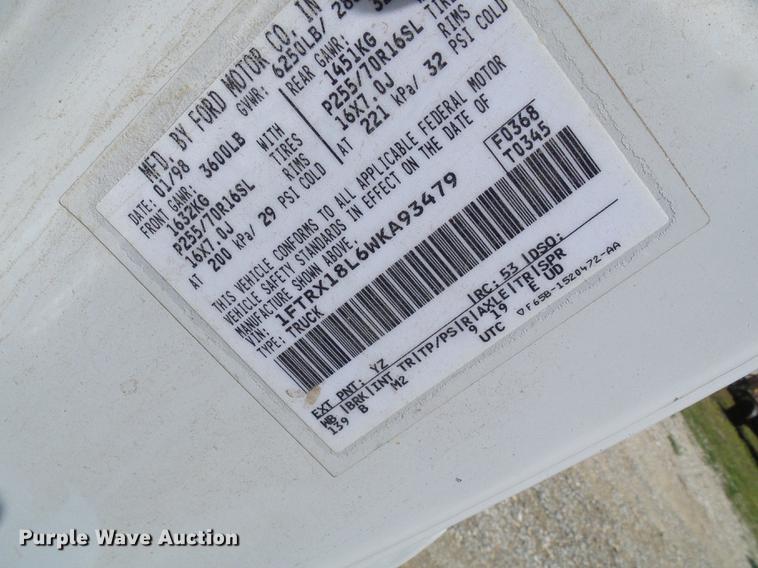 MFD. BY FORD MOTOR CO. IN
DATE: 01/98 GVWR: 6250LB/
FRONT GAWR: 3600LB REAR GAWR:
1632KG WITH 1451KG
P255/70R16SL TIRES P255/70R16SL TIRES
16X7.0J RIMS 16X7.0J RIMS
AT 200 kPa/ 29 PSI COLD AT 221 kPa/ 32 PSI COLD
THIS VEHICLE CONFORMS TO ALL APPLICABLE FEDERAL MOTOR
VEHICLE SAFETY STANDARDS IN EFFECT ON THE DATE OF
MANUFACTURE SHOWN ABOVE.
VIN: 1FTRX18L6WKA93479 F0368
TYPE: TRUCK T0345
EXT PNT: YZ RC: 53 DSO:
WB |BRK|INT TR|TP/PS|R|AXLE|TR|SPR
139 B M2 9 19 E UD
UTC ▽F65B-1520472-AA
Purple Wave Auction